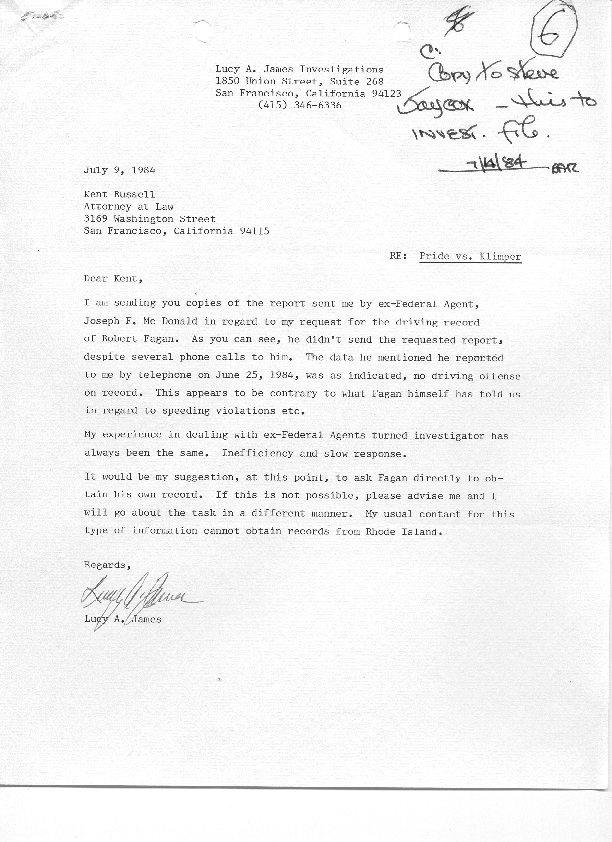 6
C.
Copy to Steve
Jaycox - this to
INVEST. file.
7/4/84
Lucy A. James Investigations
1850 Union Street, Suite 268
San Francisco, California 94123
(415) 346-6336
July 9, 1984
Kent Russell
Attorney at Law
3169 Washington Street
San Francisco, California 94115
RE: Pride vs. Klimper
Dear Kent,
I am sending you copies of the report sent me by ex-Federal Agent,
Joseph F. Mc Donald in regard to my request for the driving record
of Robert Fagan. As you can see, he didn't send the requested report,
despite several phone calls to him. The data he mentioned he reported
to me by telephone on June 25, 1984, was as indicated, no driving offense
on record. This appears to be contrary to what Fagan himself has told us
in regard to speeding violations etc.
My experience in dealing with ex-Federal Agents turned investigator has
always been the same. Inefficiency and slow response.
It would be my suggestion, at this point, to ask Fagan directly to ob-
tain his own record. If this is not possible, please advise me and I
will go about the task in a different manner. My usual contact for this
type of information cannot obtain records from Rhode Island.
Regards,
Lucy A. James
Lucy A. James